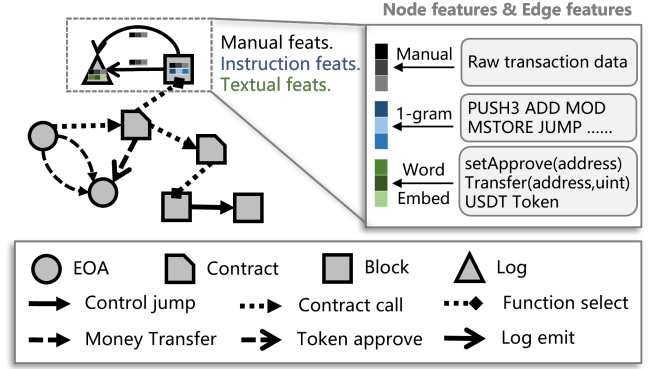 Node features & Edge features
Manual feats.
Instruction feats.
Textual feats.
Manual
Raw transaction data
1-gram
PUSH3 ADD MOD
MSTORE JUMP ......
Word
Embed
setApprove(address)
Transfer(address,uint)
USDT Token
EOA
Contract
Block
Log
Control jump
Contract call
Function select
Money Transfer
Token approve
Log emit